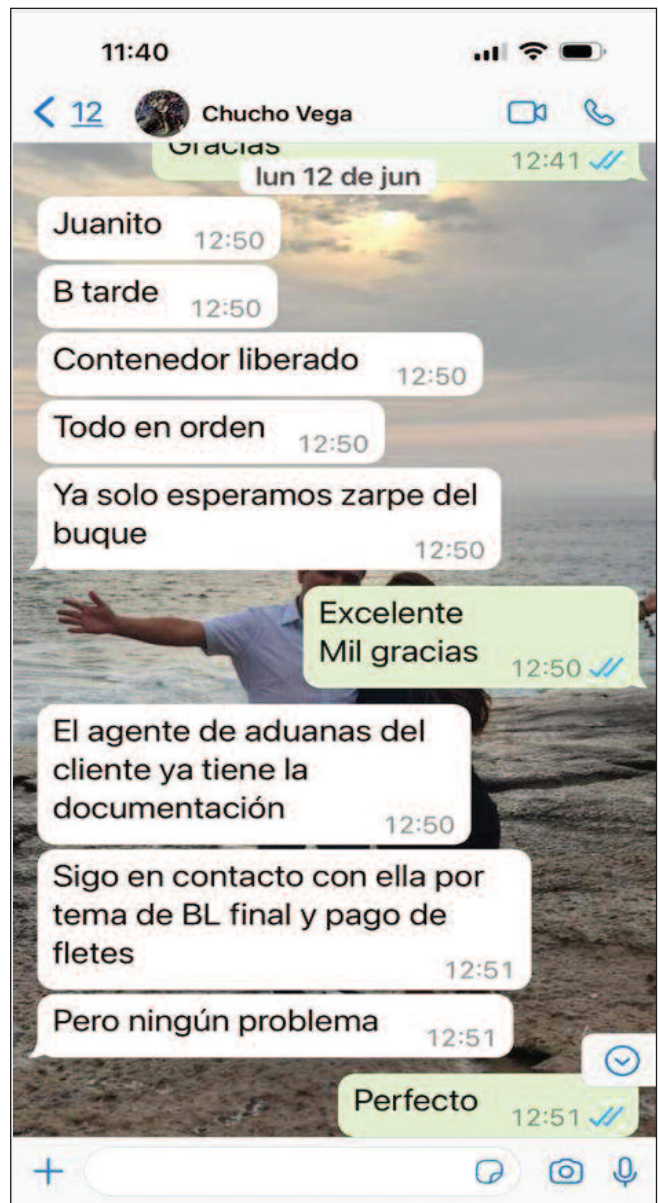 11:40
12
Chucho Vega
Gracias
12:41
lun 12 de jun
Juanito
12:50
B tarde
12:50
Contenedor liberado
12:50
Todo en orden
12:50
Ya solo esperamos zarpe del
buque
12:50
Excelente
Mil gracias
12:50
El agente de aduanas del
cliente ya tiene la
documentación
12:50
Sigo en contacto con ella por
tema de BL final y pago de
fletes
12:51
Pero ningún problema
12:51
Perfecto
12:51